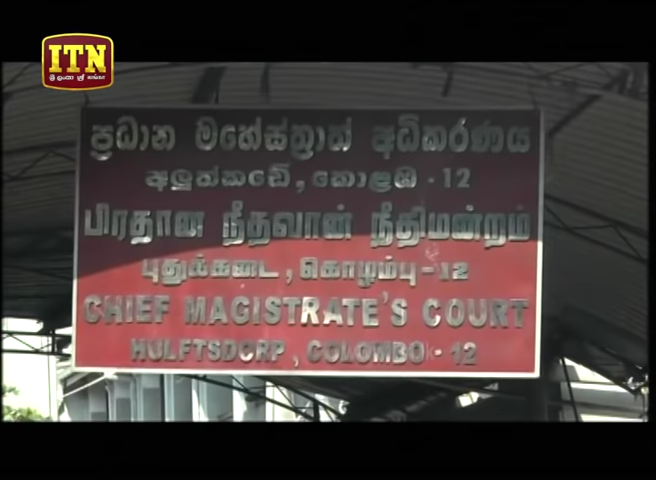 ITN
ප්‍රධාන මහේස්ත්‍රාත් අධිකරණය
අලුත්කඩේ, කොළඹ - 12
பிரதான நீதவான் நீதிமன்றம்
புதுக்கடை, கொழும்பு - 12
CHIEF MAGISTRATE'S COURT
HULFTSDORP, COLOMBO - 12